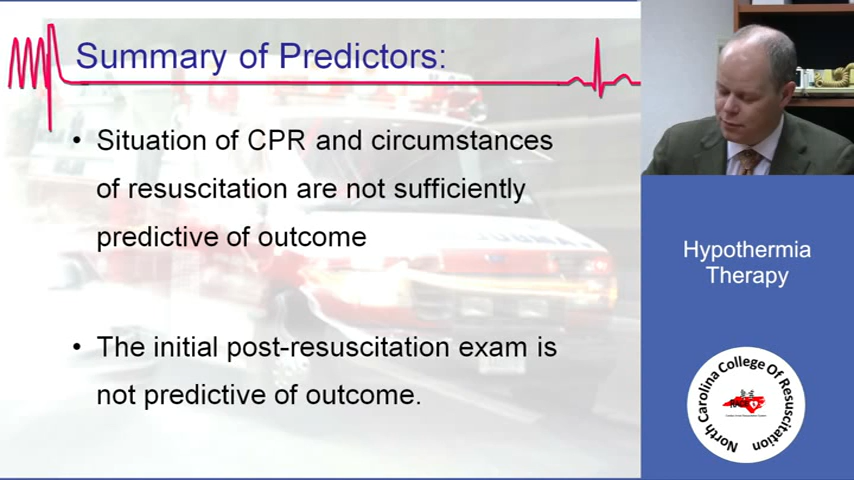 Summary of Predictors:
• Situation of CPR and circumstances
of resuscitation are not sufficiently
predictive of outcome
• The initial post-resuscitation exam is
not predictive of outcome.
Hypothermia
Therapy
North Carolina College Of Resuscitation